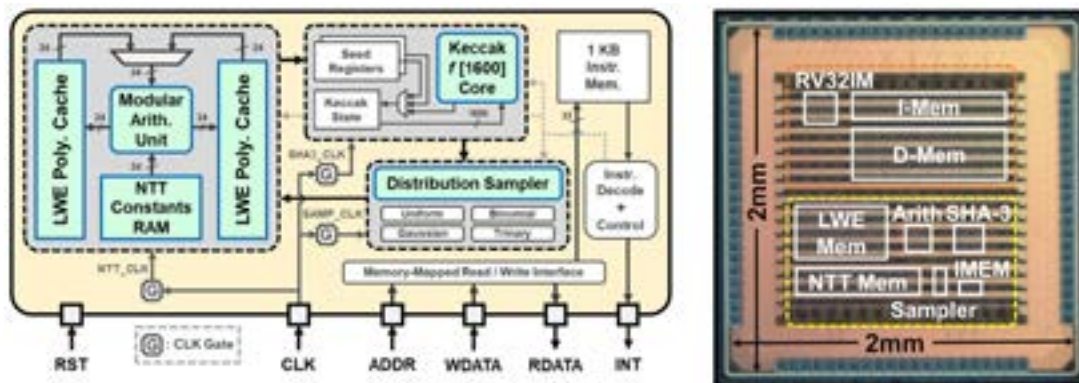 24
24
24
LWE Poly. Cache
Modular
Arith.
Unit
24
24
24
NTT
Constants
RAM
LWE Poly. Cache
Seed
Registers
Keccak
State
Keccak
f [1600]
Core
1600
1 KB
Instr.
Mem.
32
SHA3_CLK
G
SAMP_CLK
G
NTT_CLK
G
Distribution Sampler
Uniform
Binomial
Gaussian
Trinary
Instr.
Decode
+
Control
Memory-Mapped Read / Write Interface
RST
G : CLK Gate
CLK
ADDR
WDATA
RDATA
INT
RV32IM
I-Mem
D-Mem
LWE
Mem
Arith
SHA-3
NTT Mem
IMEM
Sampler
2mm
2mm